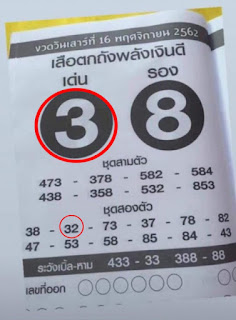 งวดวันเสาร์ที่ 16 พฤศจิกายน 2562
เสือตกถังพลังเงินดี
เด่น รอง
3 8
ชุดสามตัว
473 - 378 - 582 - 584
438 - 358 - 532 - 853
ชุดสองตัว
38 - 32 - 73 - 37 - 78 - 82
47 - 53 - 58 - 85 - 84 - 43
ระวังเบิ้ล-หาม 433 - 33 388 - 88
เลขที่ออก